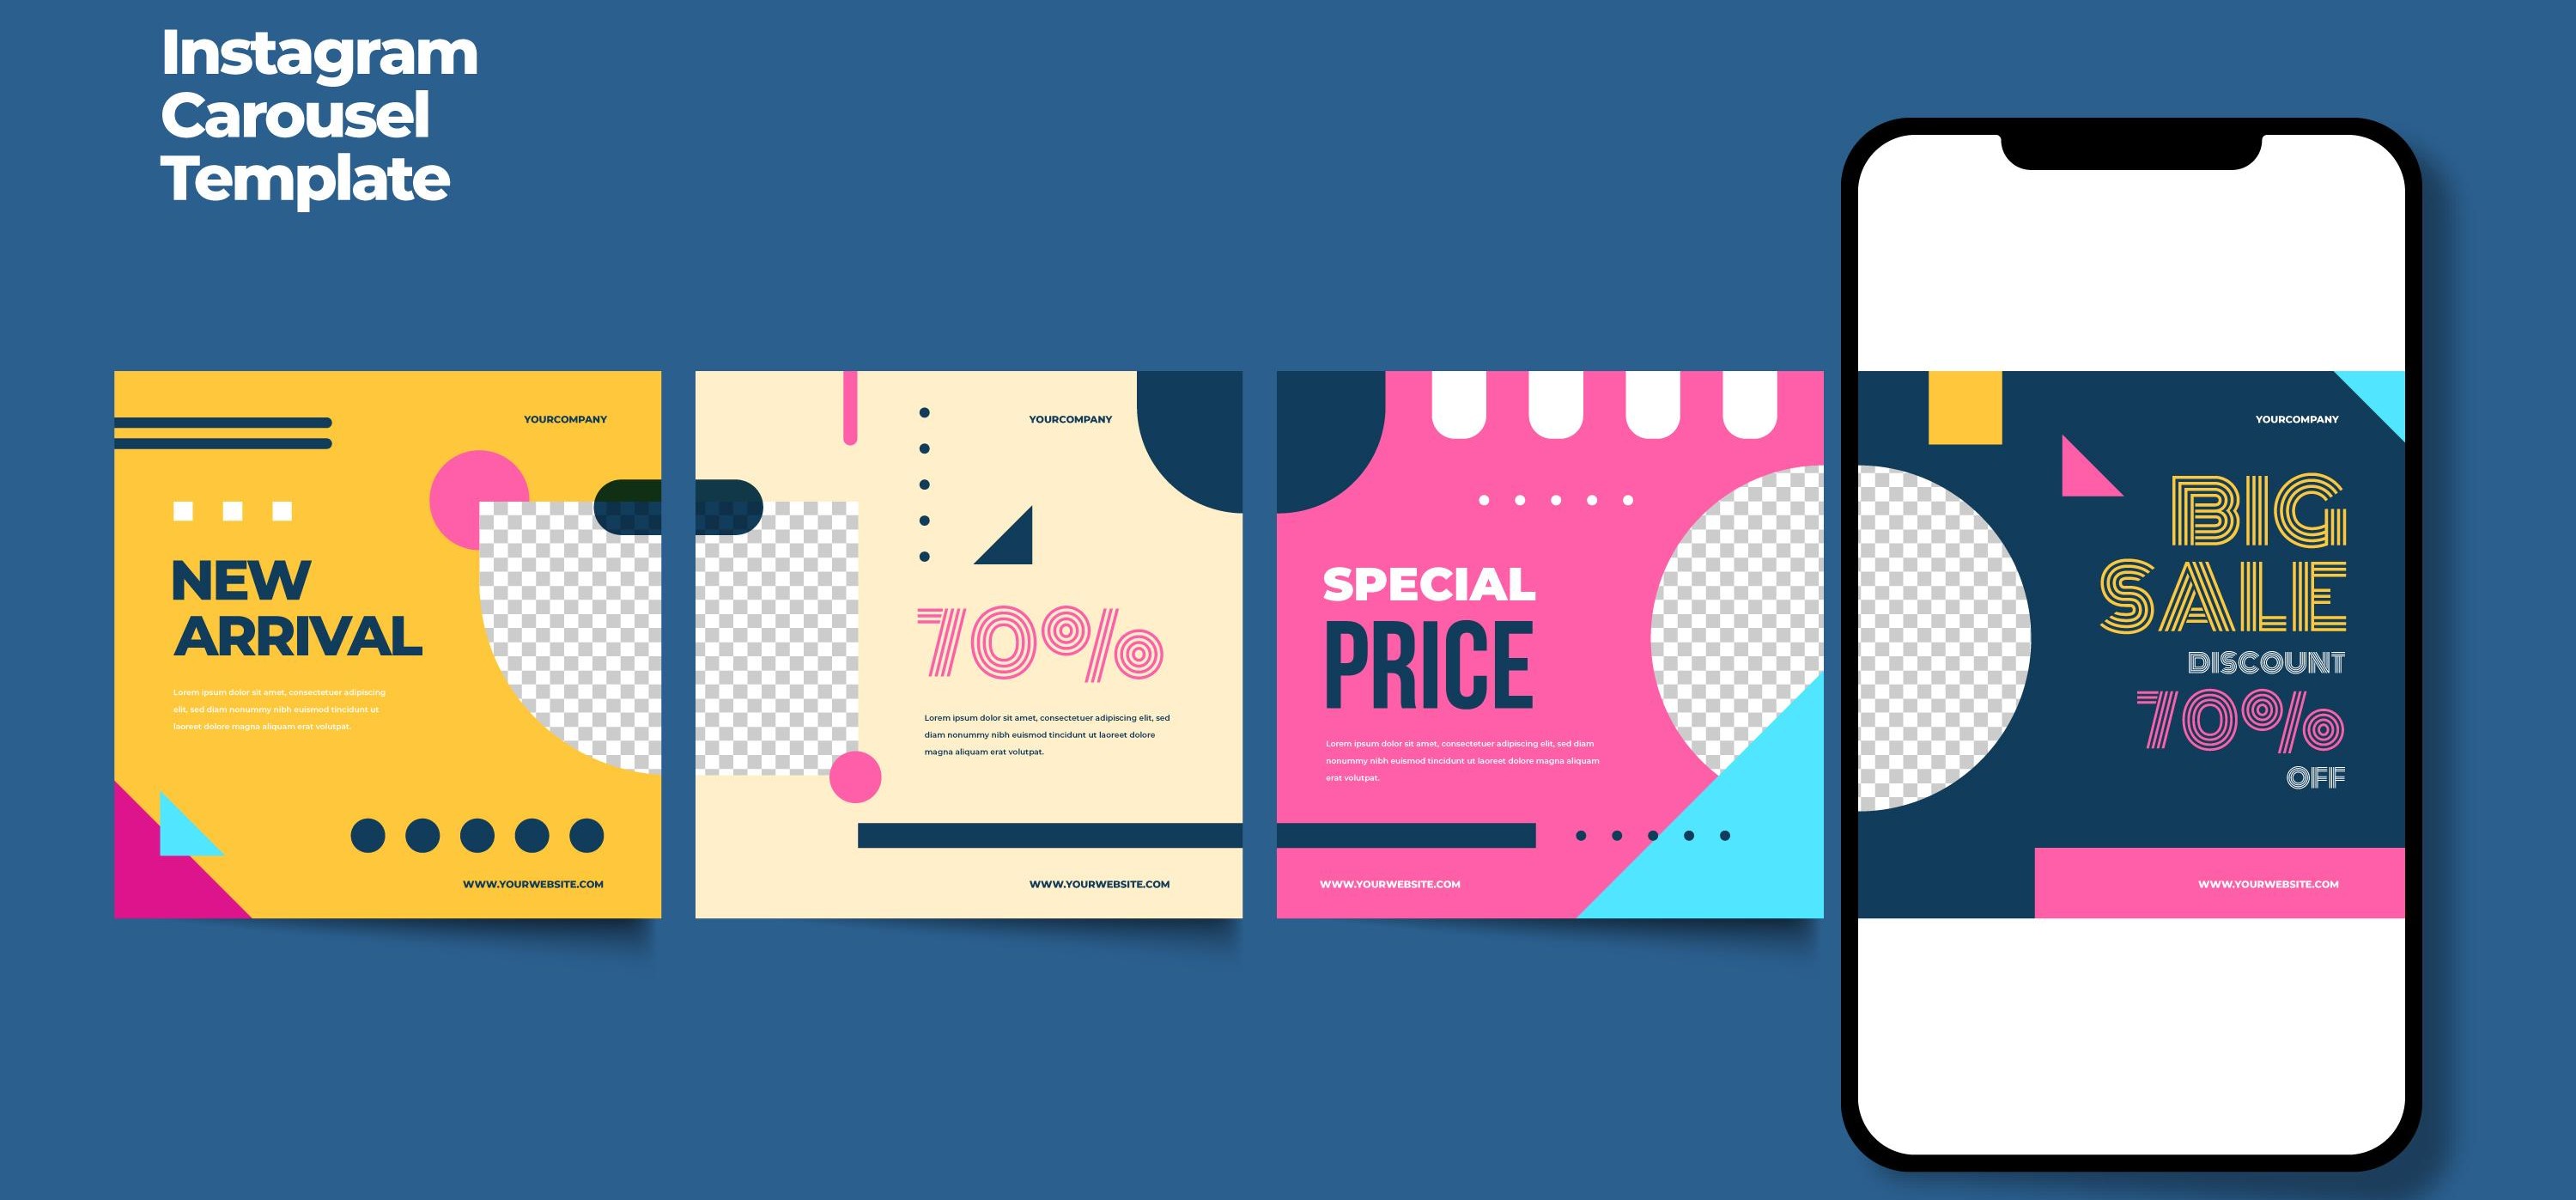 Instagram
Carousel
Template
YOURCOMPANY
NEW
ARRIVAL
Lorem ipsum dolor sit amet, consectetuer adipiscing
elit, sed diam nonummy nibh euismod tincidunt ut
laoreet dolore magna aliquam erat volutpat.
WWW.YOURWEBSITE.COM
YOURCOMPANY
70%
Lorem ipsum dolor sit amet, consectetuer adipiscing elit, sed
diam nonummy nibh euismod tincidunt ut laoreet dolore
magna aliquam erat volutpat.
WWW.YOURWEBSITE.COM
SPECIAL
PRICE
Lorem ipsum dolor sit amet, consectetuer adipiscing elit, sed diam
nonummy nibh euismod tincidunt ut laoreet dolore magna aliquam
erat volutpat.
WWW.YOURWEBSITE.COM
YOURCOMPANY
BIG
SALE
DISCOUNT
70%
OFF
WWW.YOURWEBSITE.COM